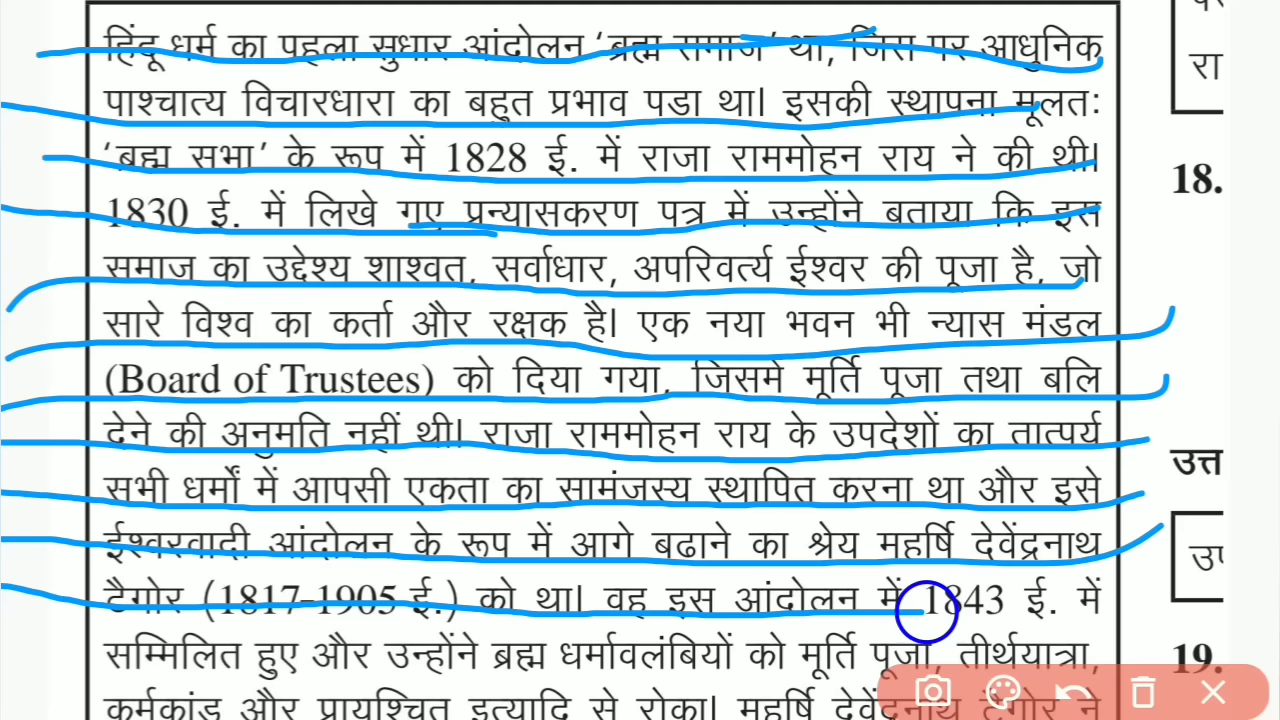 हिंदू धर्म का पहला सुधार आंदोलन ‘ब्रह्म समाज’ था, जिस पर आधुनिक
पाश्चात्य विचारधारा का बहुत प्रभाव पडा था। इसकी स्थापना मूलतः
‘ब्रह्म सभा’ के रूप में 1828 ई. में राजा राममोहन राय ने की थी।
1830 ई. में लिखे गए प्रन्यासकरण पत्र में उन्होंने बताया कि इस
समाज का उद्देश्य शाश्वत, सर्वाधार, अपरिवर्त्य ईश्वर की पूजा है, जो
सारे विश्व का कर्ता और रक्षक है। एक नया भवन भी न्यास मंडल
(Board of Trustees) को दिया गया, जिसमें मूर्ति पूजा तथा बलि
देने की अनुमति नहीं थी। राजा राममोहन राय के उपदेशों का तात्पर्य
सभी धर्मों में आपसी एकता का सामंजस्य स्थापित करना था और इसे
ईश्वरवादी आंदोलन के रूप में आगे बढाने का श्रेय महर्षि देवेंद्रनाथ
टैगोर (1817-1905 ई.) को था। वह इस आंदोलन में 1843 ई. में
सम्मिलित हुए और उन्होंने ब्रह्म धर्मावलंबियों को मूर्ति पूजा, तीर्थयात्रा,
कर्मकांड और प्रायश्चित इत्यादि से रोका। महर्षि देवेंद्रनाथ टैगोर ने
रा
18.
उत्त
19.